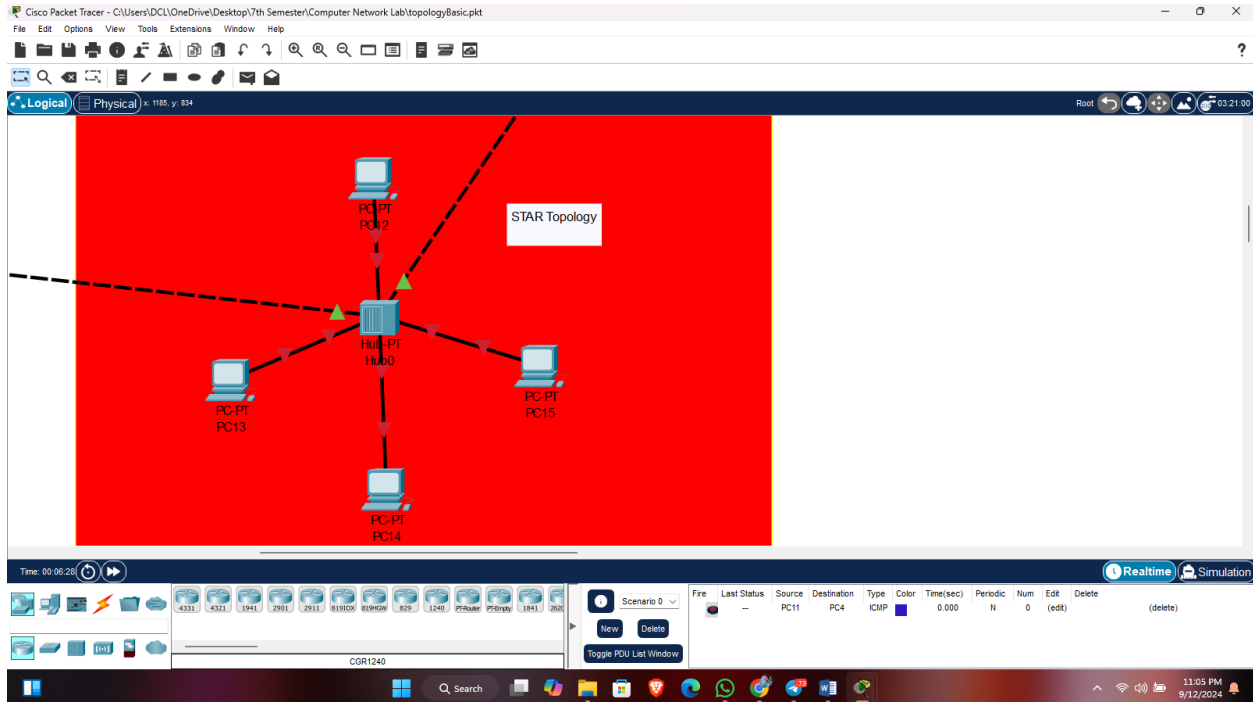 Cisco Packet Tracer - C:\Users\DCL\OneDrive\Desktop\7th Semester\Computer Network Lab\topologyBasic.pkt
File Edit Options View Tools Extensions Window Help
?
Logical Physical x: 1185, y: 834 Root 03:21:00
PC-PT
PC12
STAR Topology
Hub-PT
Hub0
PC-PT
PC13
PC-PT
PC15
PC-PT
PC14
Time: 00:06:28 Realtime Simulation
4331 4321 1941 2901 2911 819IOX 819HGW 829 1240 PT-Router PT-Empty 1841 262
CGR1240
Scenario 0
New Delete
Toggle PDU List Window
Fire Last Status Source Destination Type Color Time(sec) Periodic Num Edit Delete
-- PC11 PC4 ICMP 0.000 N 0 (edit) (delete)
Search
73
11:05 PM
9/12/2024